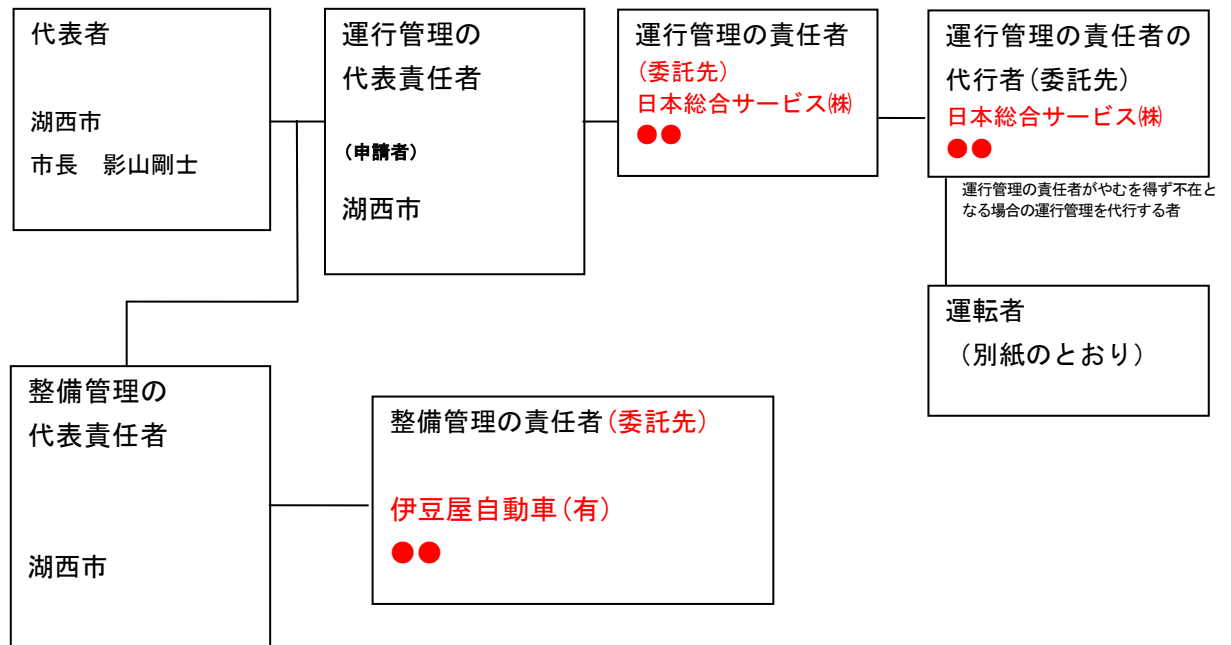 代表者
湖西市
市長　影山剛士
運行管理の
代表責任者
(申請者)
湖西市
運行管理の責任者
(委託先)
日本総合サービス㈱
●●
運行管理の責任者の
代行者(委託先)
日本総合サービス㈱
●●
運行管理の責任者がやむを得ず不在と
なる場合の運行管理を代行する者
運転者
（別紙のとおり）
整備管理の
代表責任者
湖西市
整備管理の責任者(委託先)
伊豆屋自動車(有)
●●